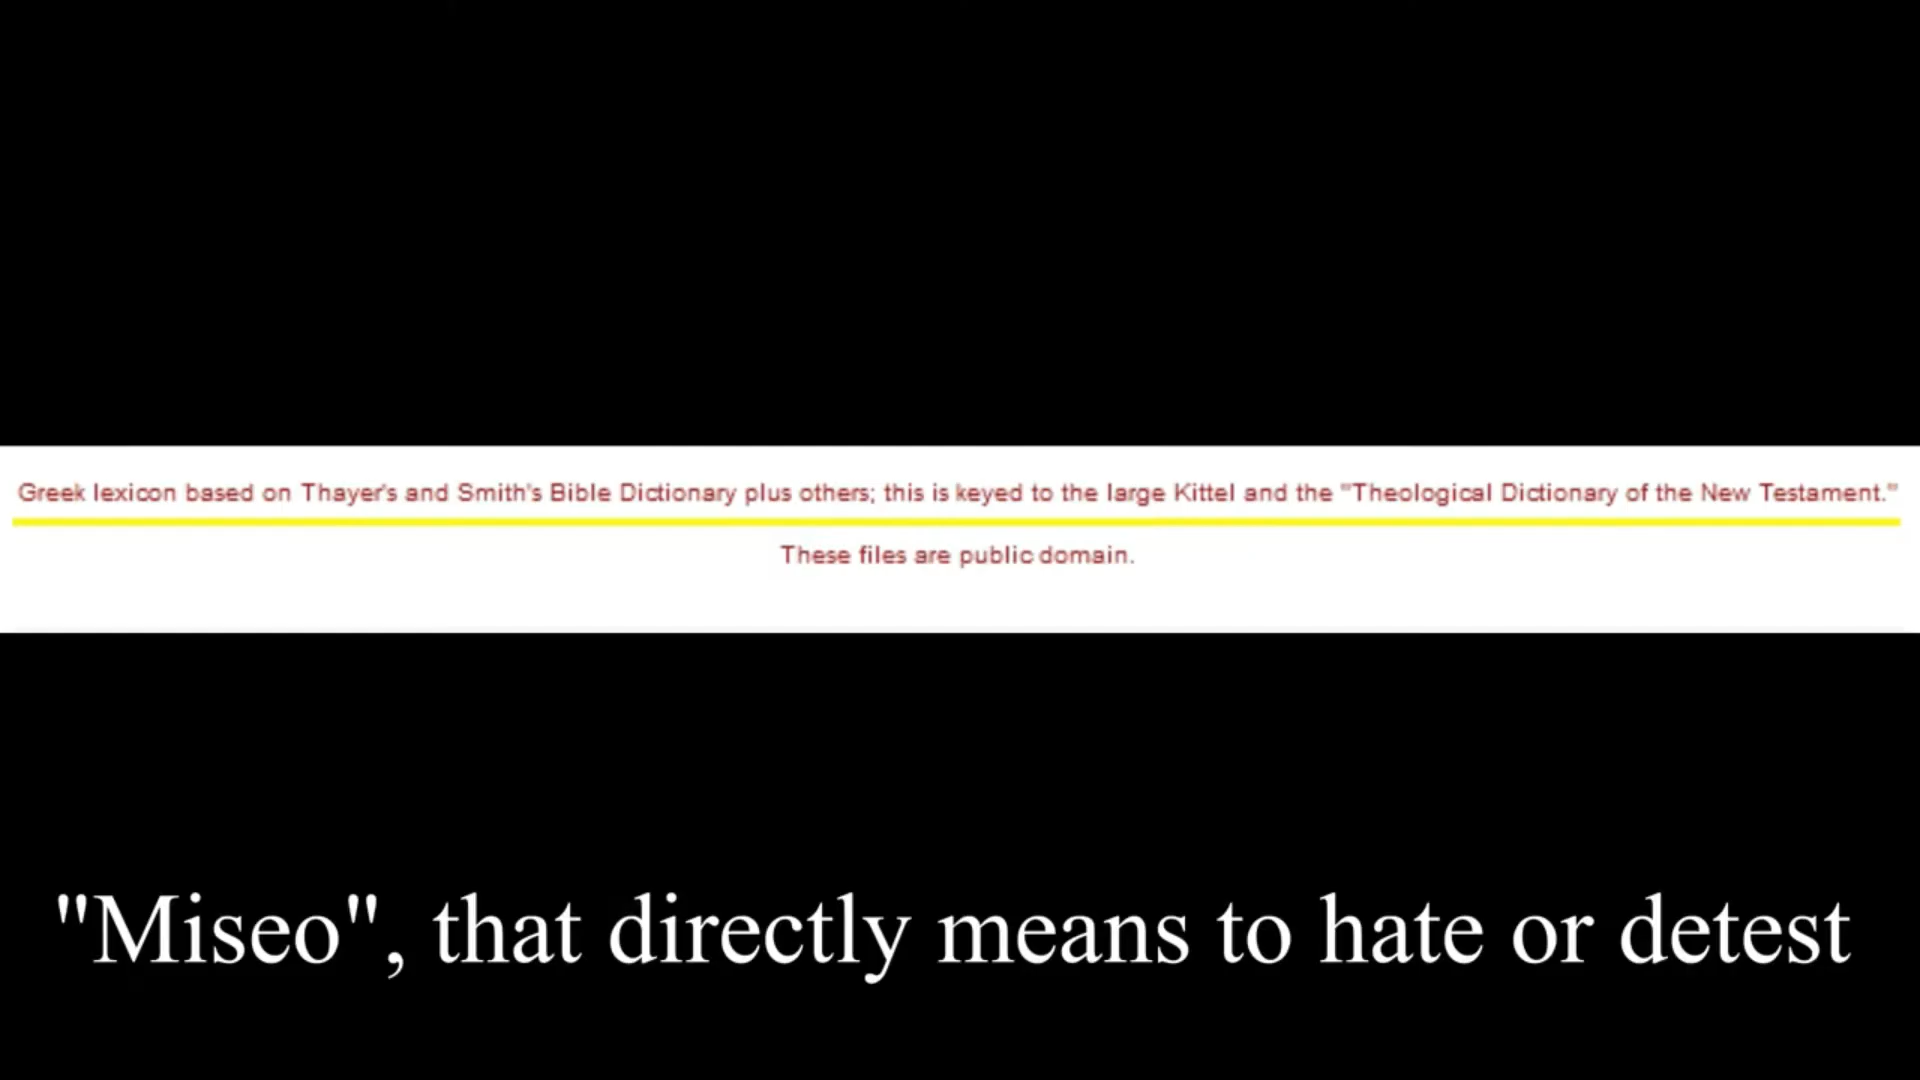 Greek lexicon based on Thayer's and Smith's Bible Dictionary plus others; this is keyed to the large Kittel and the "Theological Dictionary of the New Testament."
These files are public domain.
"Miseo", that directly means to hate or detest